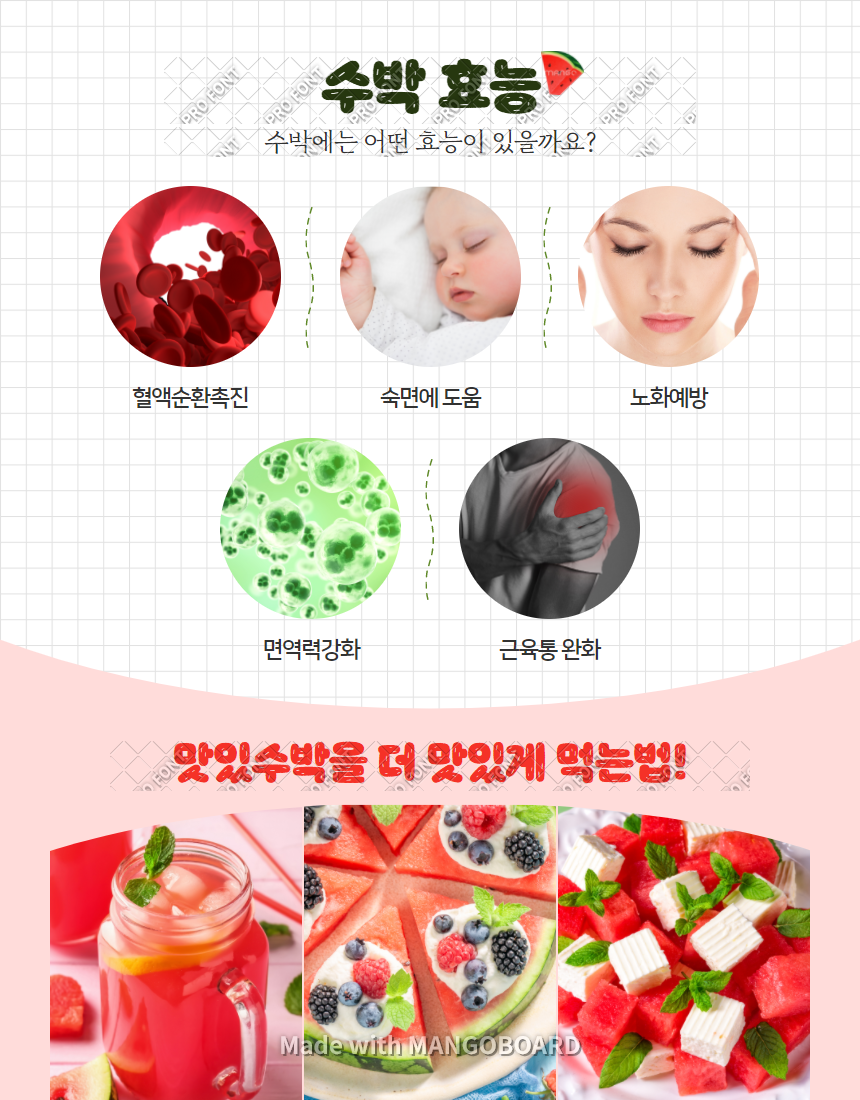 수박 효능
수박에는 어떤 효능이 있을까요?
혈액순환촉진
숙면에 도움
노화예방
면역력강화
근육통 완화
맛있수박을 더 맛있게 먹는법!
Made with MANGOBOARD
PRO FONT